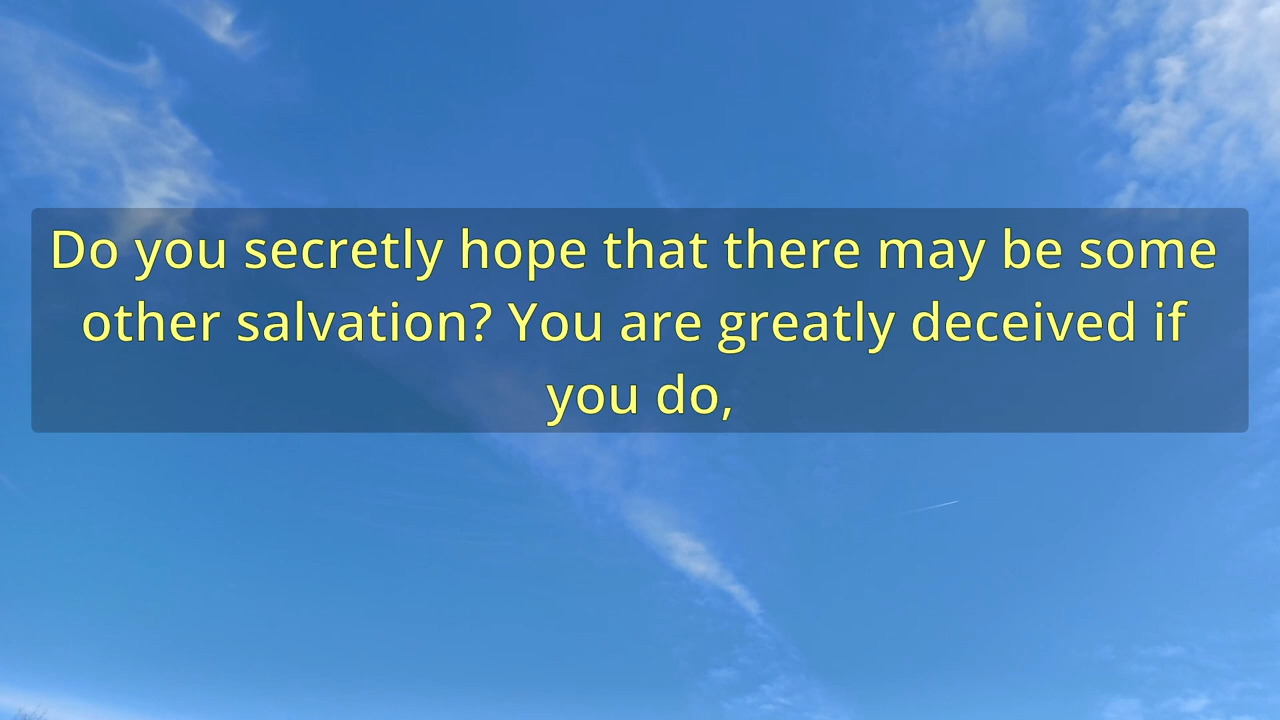 Do you secretly hope that there may be some
other salvation? You are greatly deceived if
you do,